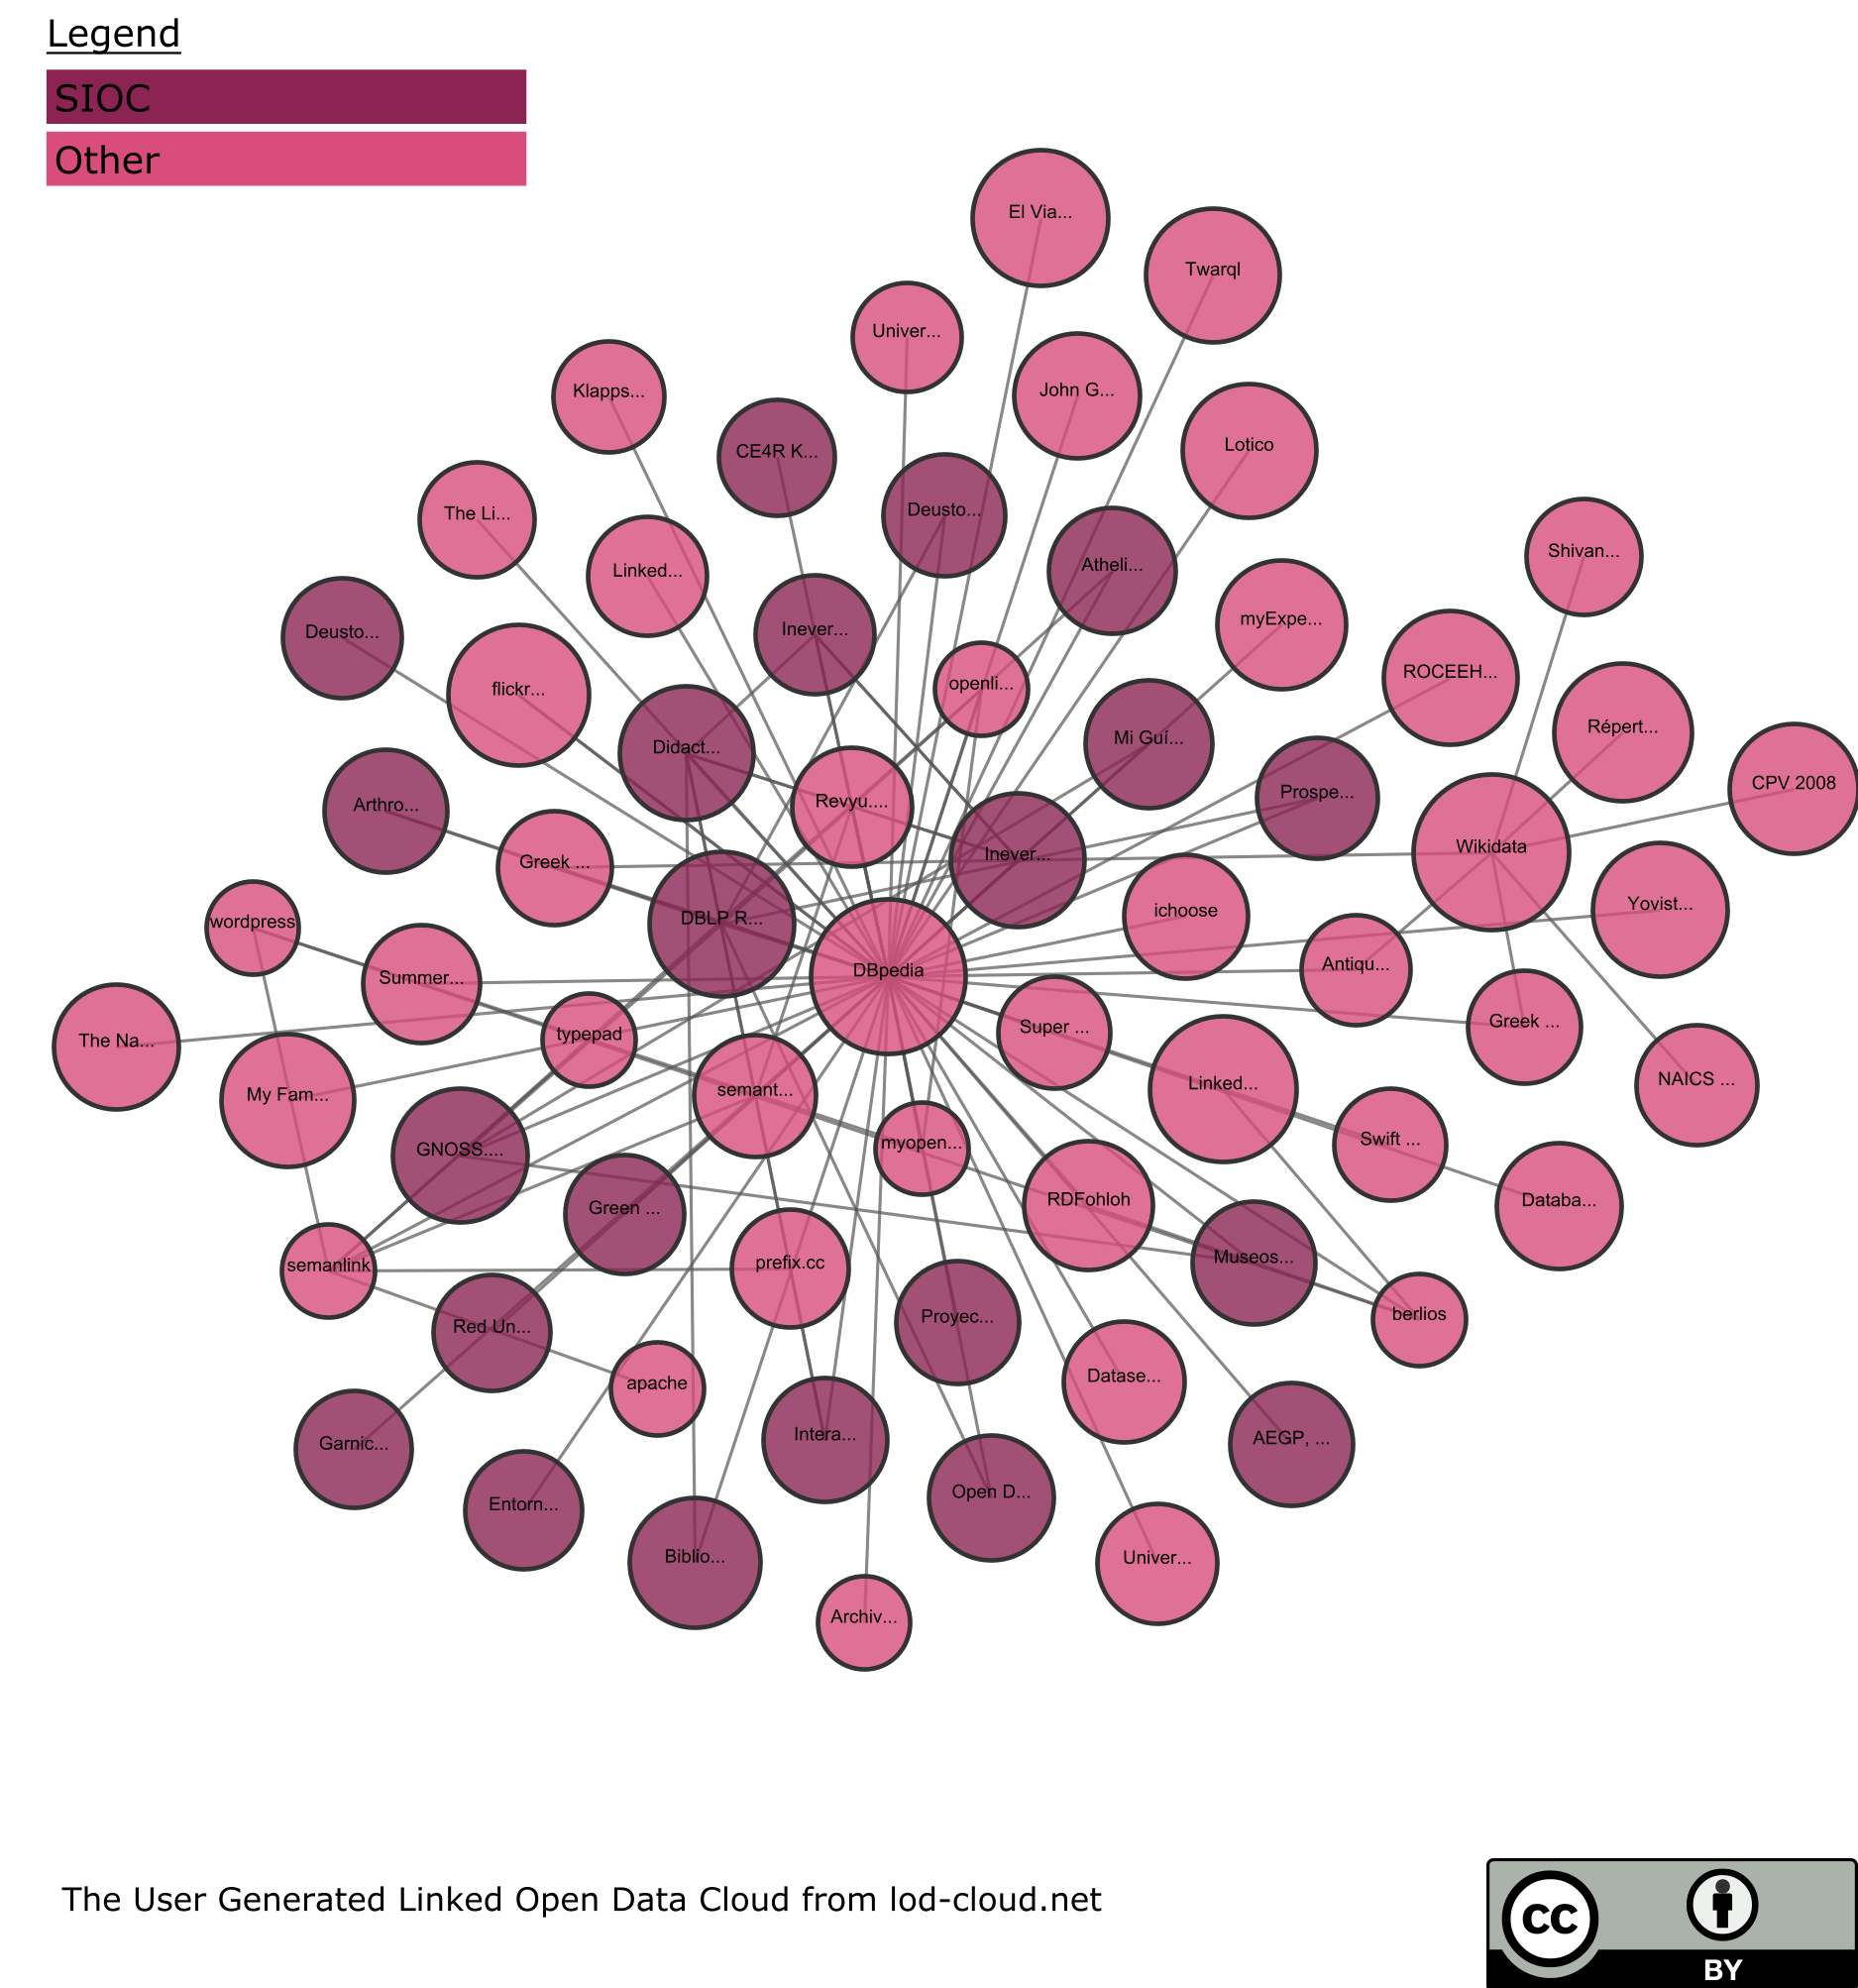 Legend
SIOC
Other
El Via...
Twarql
Univer...
John G...
Klapps...
Lotico
CE4R K...
Deusto...
The Li...
Shivan...
Atheli...
Linked...
myExpe...
Inever...
Deusto...
ROCEEH...
openli...
flickr...
Répert...
Mi Guí...
Didact...
CPV 2008
Prospe...
Revyu....
Arthro...
Wikidata
Inever...
Greek ...
Yovist...
ichoose
DBLP R...
wordpress
Antiqu...
DBpedia
Summer...
Greek ...
Super ...
typepad
The Na...
NAICS ...
Linked...
semant...
My Fam...
Swift ...
myopen...
GNOSS....
RDFohloh
Databa...
Green ...
Museos...
prefix.cc
semanlink
berlios
Proyec...
Red Un...
Datase...
apache
Intera...
AEGP, ...
Garnic...
Open D...
Entorn...
Biblio...
Univer...
Archiv...
The User Generated Linked Open Data Cloud from lod-cloud.net
cc
BY